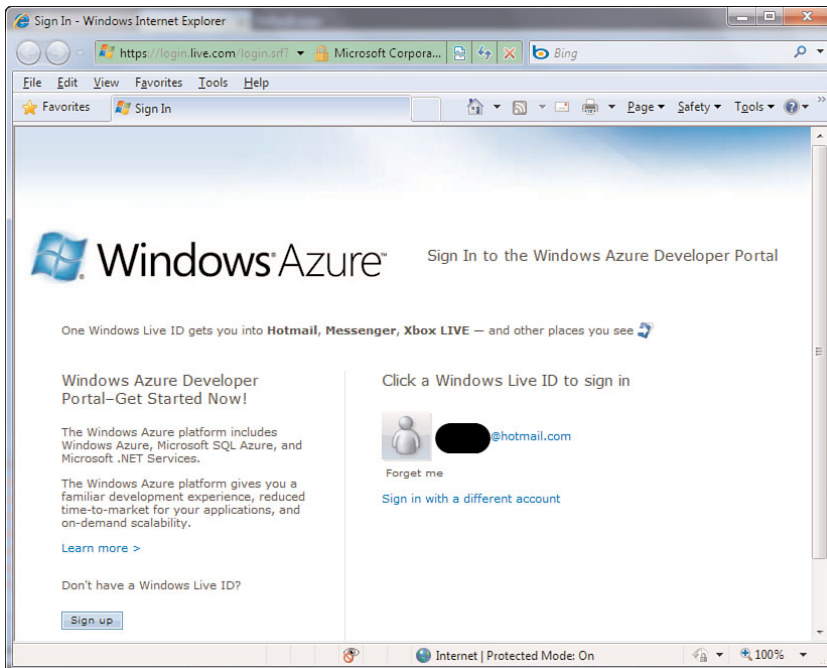 Sign In - Windows Internet Explorer
https://login.live.com/login.srf? Microsoft Corpora... Bing
File Edit View Favorites Tools Help
Favorites Sign In Page Safety Tools
Windows Azure™
Sign In to the Windows Azure Developer Portal
One Windows Live ID gets you into Hotmail, Messenger, Xbox LIVE — and other places you see
Windows Azure Developer
Portal–Get Started Now!
The Windows Azure platform includes
Windows Azure, Microsoft SQL Azure, and
Microsoft .NET Services.
The Windows Azure platform gives you a
familiar development experience, reduced
time-to-market for your applications, and
on-demand scalability.
Learn more >
Don't have a Windows Live ID?
Sign up
Click a Windows Live ID to sign in
@hotmail.com
Forget me
Sign in with a different account
Internet | Protected Mode: On 100%